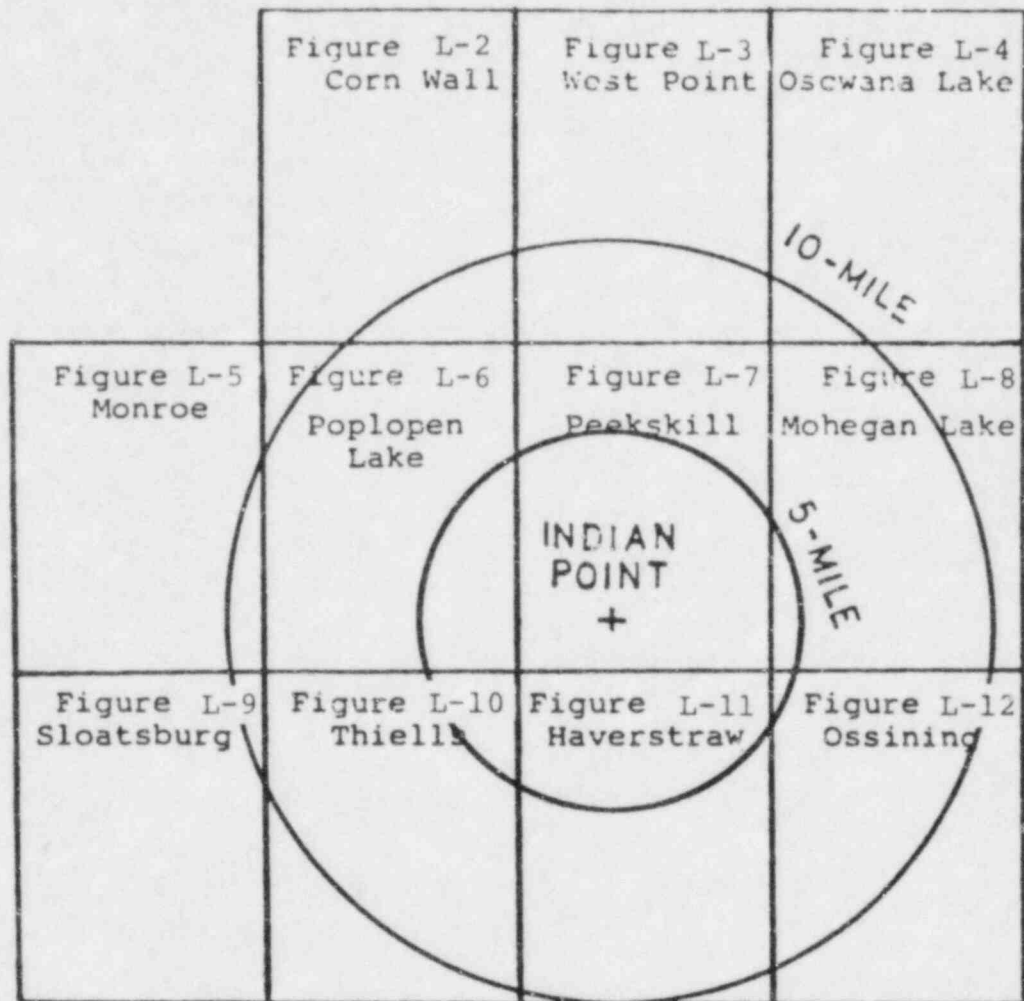 Figure L-2
Corn Wall
Figure L-3
West Point
Figure L-4
Oscwana Lake
10-MILE
Figure L-5
Monroe
Figure L-6
Poplopen
Lake
Figure L-7
Peekskill
Figure L-8
Mohegan Lake
INDIAN
POINT
5-MILE
Figure L-9
Sloatsburg
Figure L-10
Thiells
Figure L-11
Haverstraw
Figure L-12
Ossining